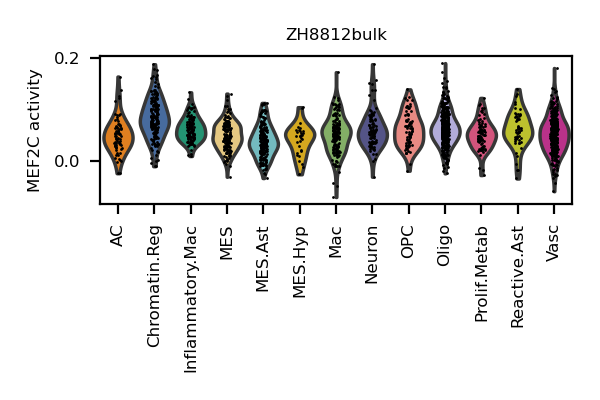 ZH8812bulk
MEF2C activity
0.2
0.0
AC
Chromatin.Reg
Inflammatory.Mac
MES
MES.Ast
MES.Hyp
Mac
Neuron
OPC
Oligo
Prolif.Metab
Reactive.Ast
Vasc